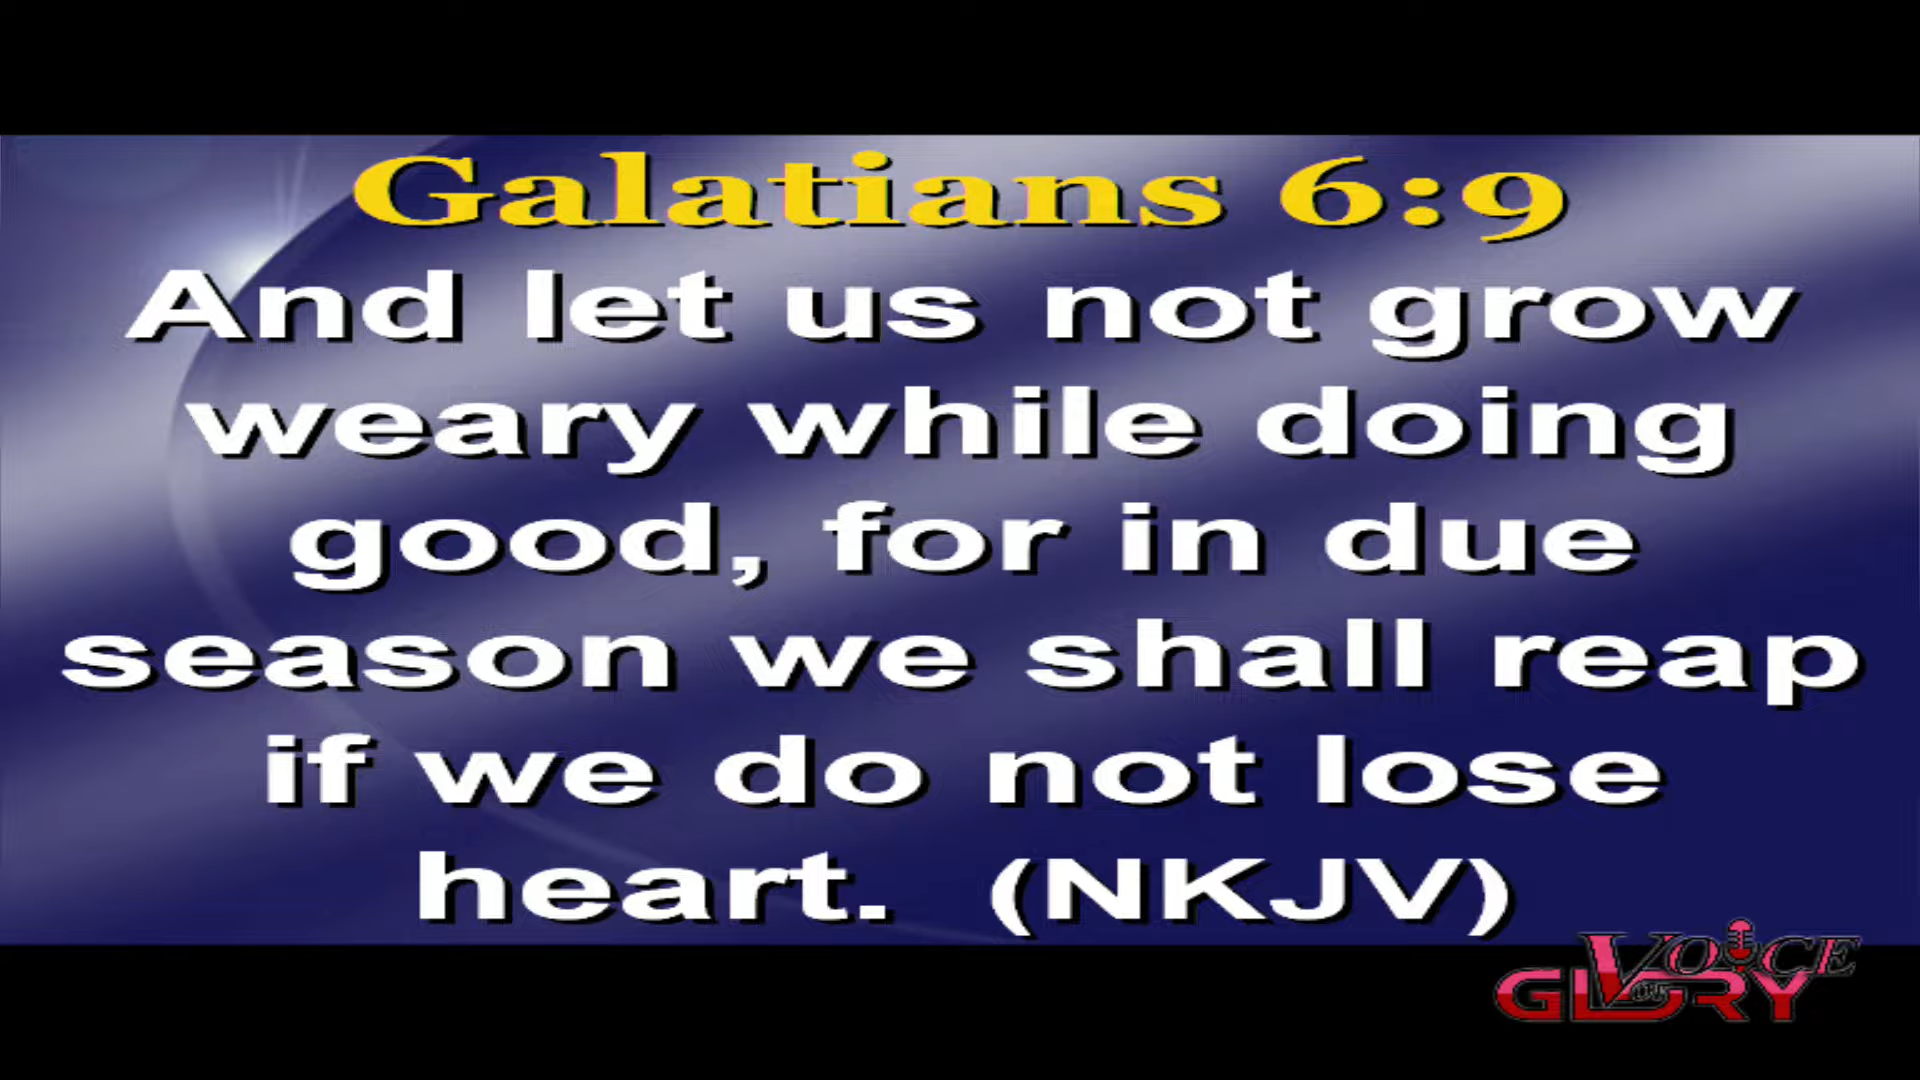 Galatians 6:9
And let us not grow
weary while doing
good, for in due
season we shall reap
if we do not lose
heart. (NKJV)
VOICE
OF
GLORY